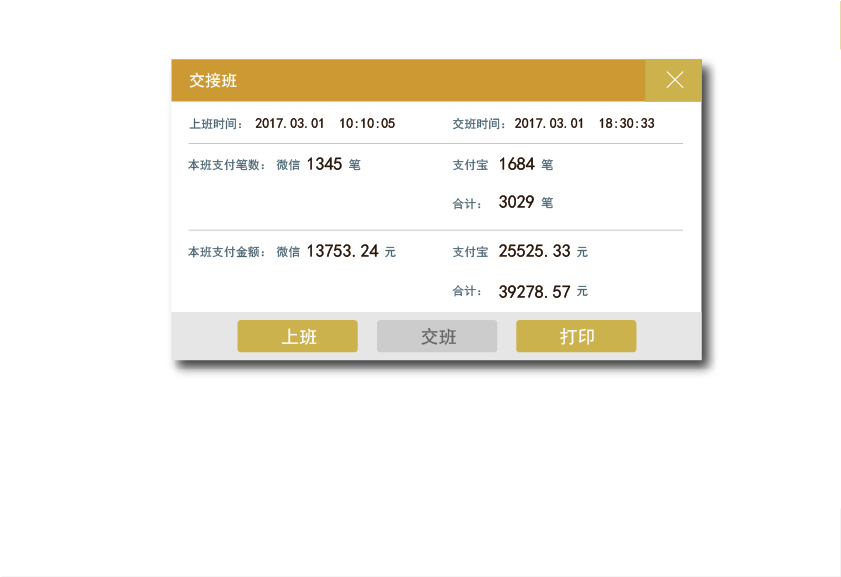 交接班
上班时间： 2017.03.01 10:10:05 交班时间： 2017.03.01 18:30:33
本班支付笔数： 微信 1345 笔 支付宝 1684 笔
合计： 3029 笔
本班支付金额： 微信 13753.24 元 支付宝 25525.33 元
合计： 39278.57 元
上班 交班 打印